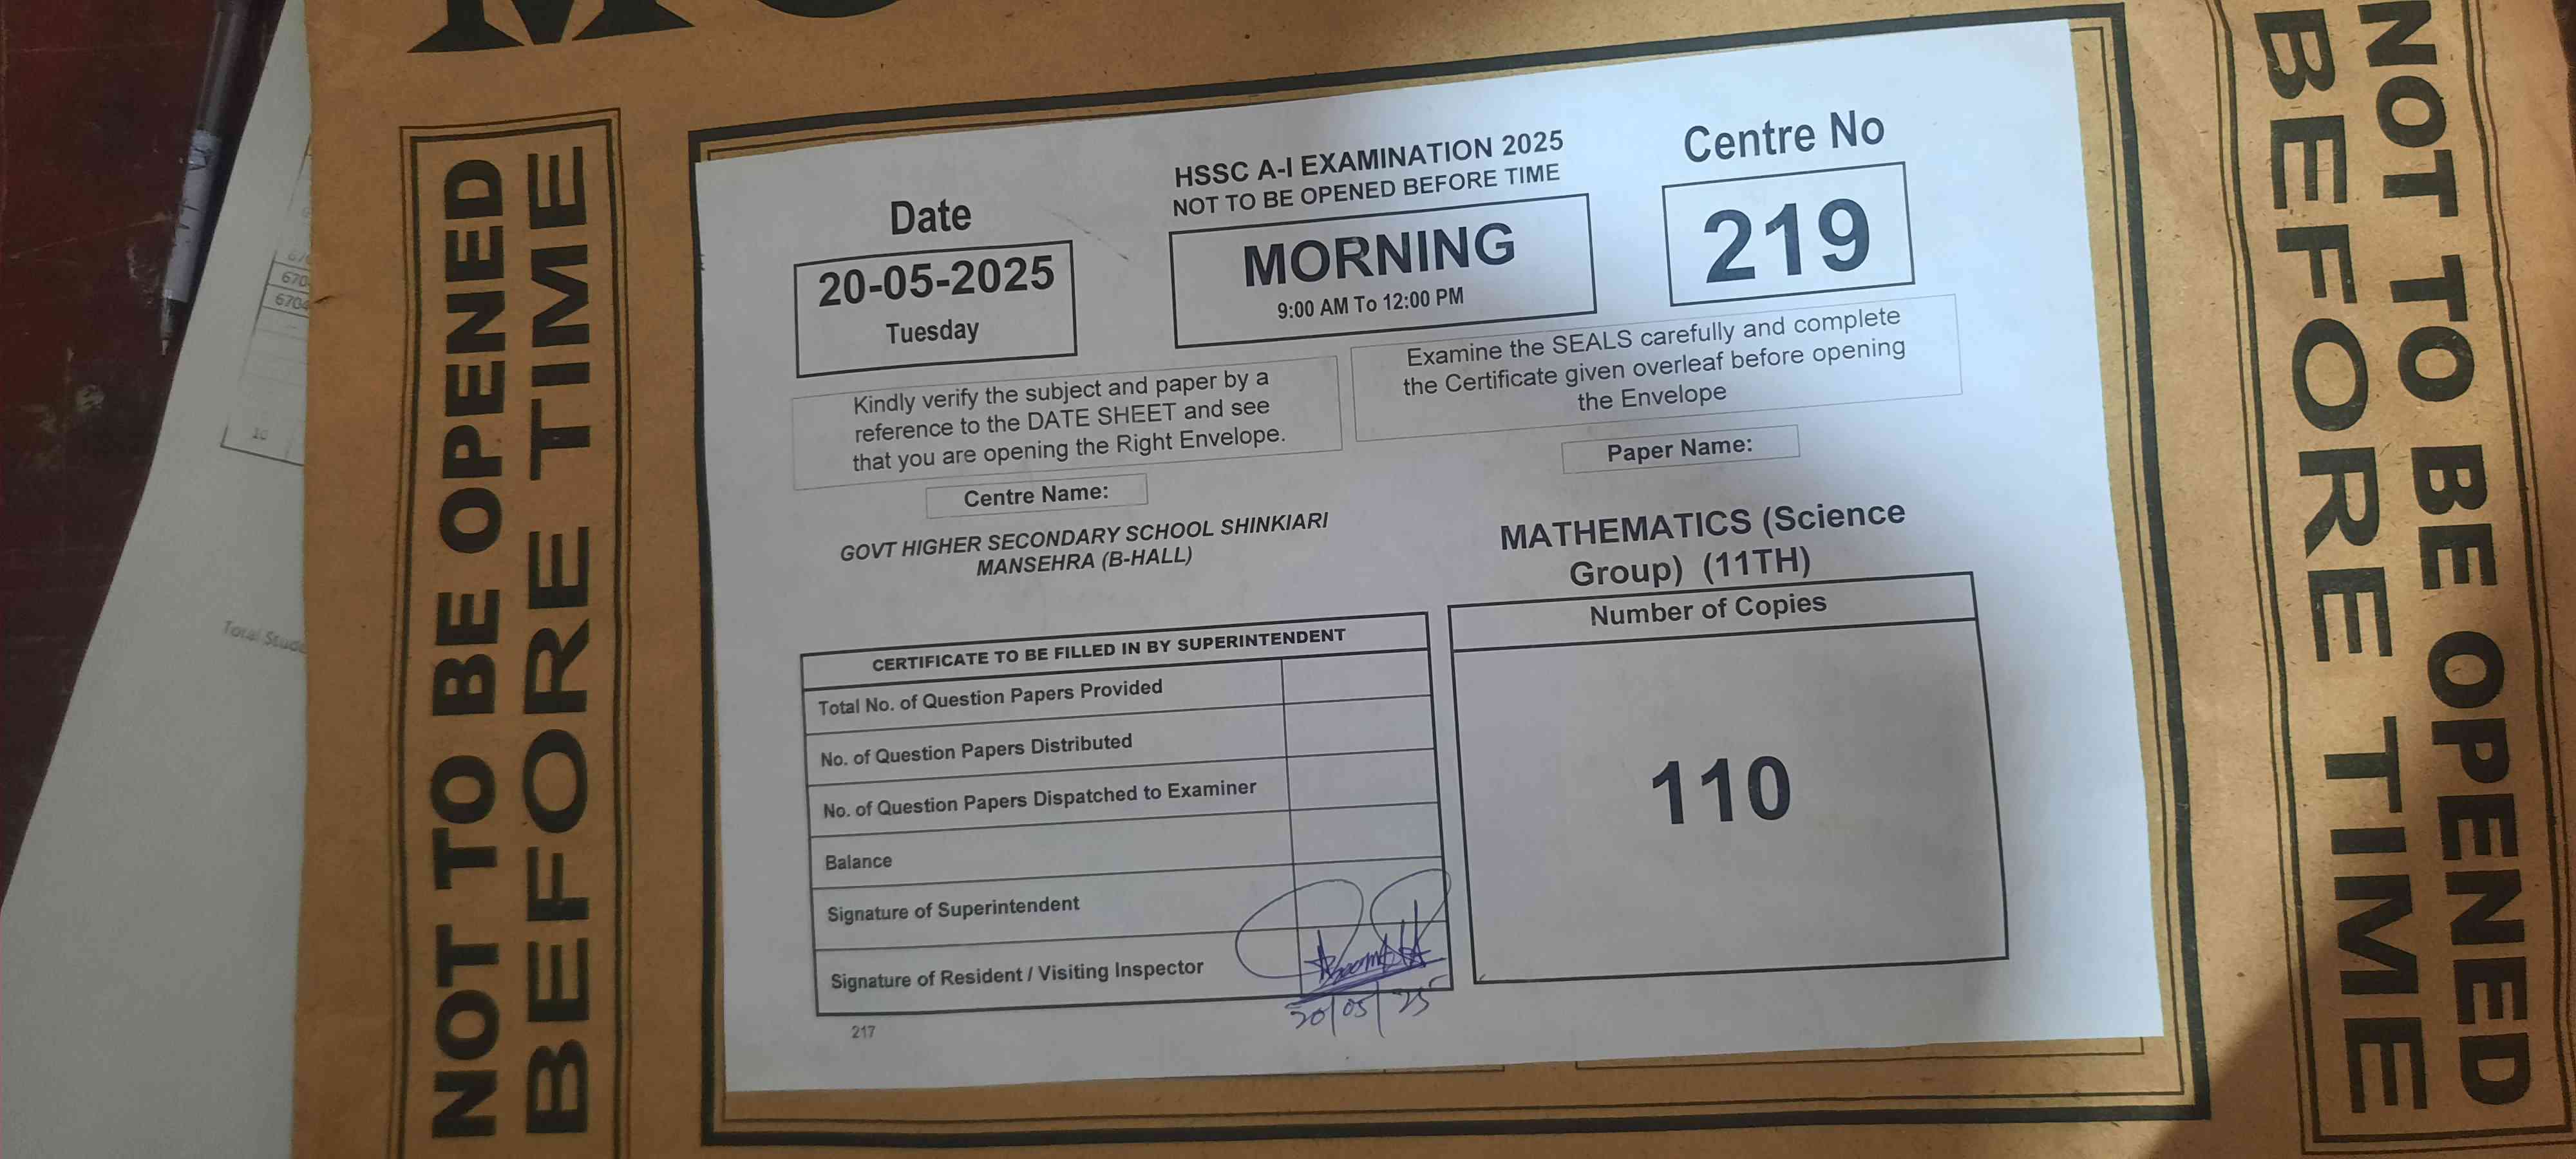 NOT TO BE OPENED
BEFORE TIME
HSSC A-I EXAMINATION 2025
NOT TO BE OPENED BEFORE TIME
Date
20-05-2025
Tuesday
MORNING
9:00 AM To 12:00 PM
Centre No
219
Kindly verify the subject and paper by a
reference to the DATE SHEET and see
that you are opening the Right Envelope.
Examine the SEALS carefully and complete
the Certificate given overleaf before opening
the Envelope
Centre Name:
GOVT HIGHER SECONDARY SCHOOL SHINKIARI
MANSEHRA (B-HALL)
Paper Name:
MATHEMATICS (Science
Group) (11TH)
CERTIFICATE TO BE FILLED IN BY SUPERINTENDENT
Total No. of Question Papers Provided
No. of Question Papers Distributed
No. of Question Papers Dispatched to Examiner
Balance
Signature of Superintendent
Signature of Resident / Visiting Inspector
20/05/25
217
Number of Copies
110
NOT TO BE OPENED
BEFORE TIME
10
Total